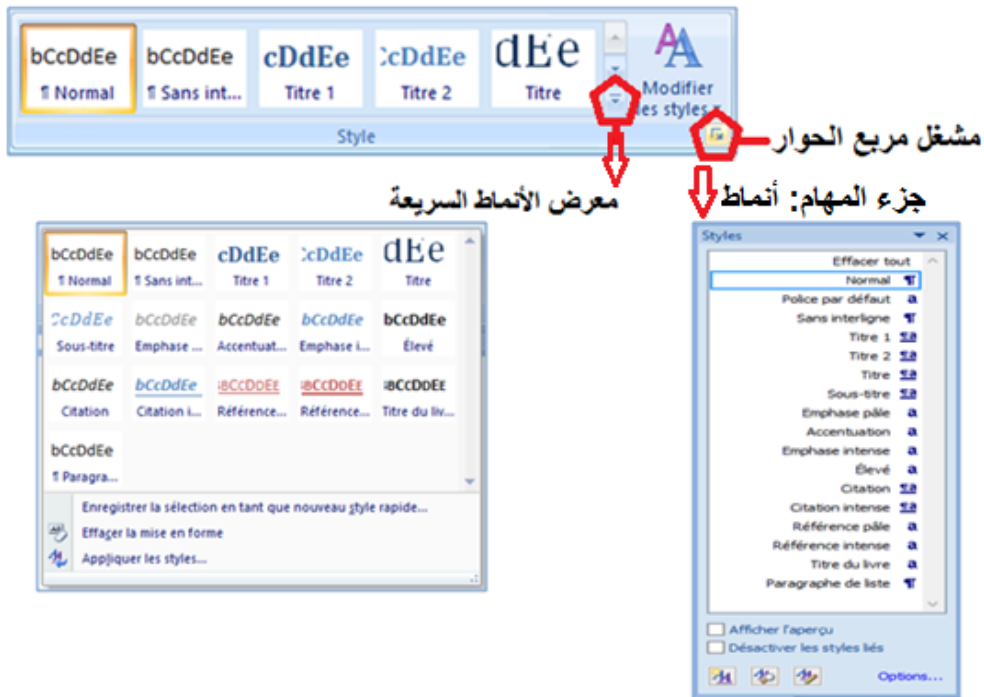 bCcDdEe bCcDdEe cDdEe :cDdEe dEe
¶ Normal ¶ Sans int... Titre 1 Titre 2 Titre
Modifier
les styles
Style
مشغل مربع الحوار
معرض الأنماط السريعة
جزء المهام: أنماط
bCcDdEe bCcDdEe cDdEe :cDdEe dEe
¶ Normal ¶ Sans int... Titre 1 Titre 2 Titre
CcDdEe bCcDdEe bCcDdEe bCcDdEe bCcDdEe
Sous-titre Emphase ... Accentuat... Emphase i... Élevé
bCcDdEe bCcDdEe BCCDDEE BCCDDEE BCCDDEE
Citation Citation i... Référence... Référence... Titre du liv...
bCcDdEe
¶ Paragra...
Enregistrer la sélection en tant que nouveau style rapide...
Effacer la mise en forme
Appliquer les styles...
Styles
Effacer tout
Normal ¶
Police par défaut a
Sans interligne ¶
Titre 1 ¶a
Titre 2 ¶a
Titre ¶a
Sous-titre ¶a
Emphase pâle a
Accentuation a
Emphase intense a
Élevé a
Citation ¶a
Citation intense ¶a
Référence pâle a
Référence intense a
Titre du livre a
Paragraphe de liste ¶
Afficher l'aperçu
Désactiver les styles liés
Options...